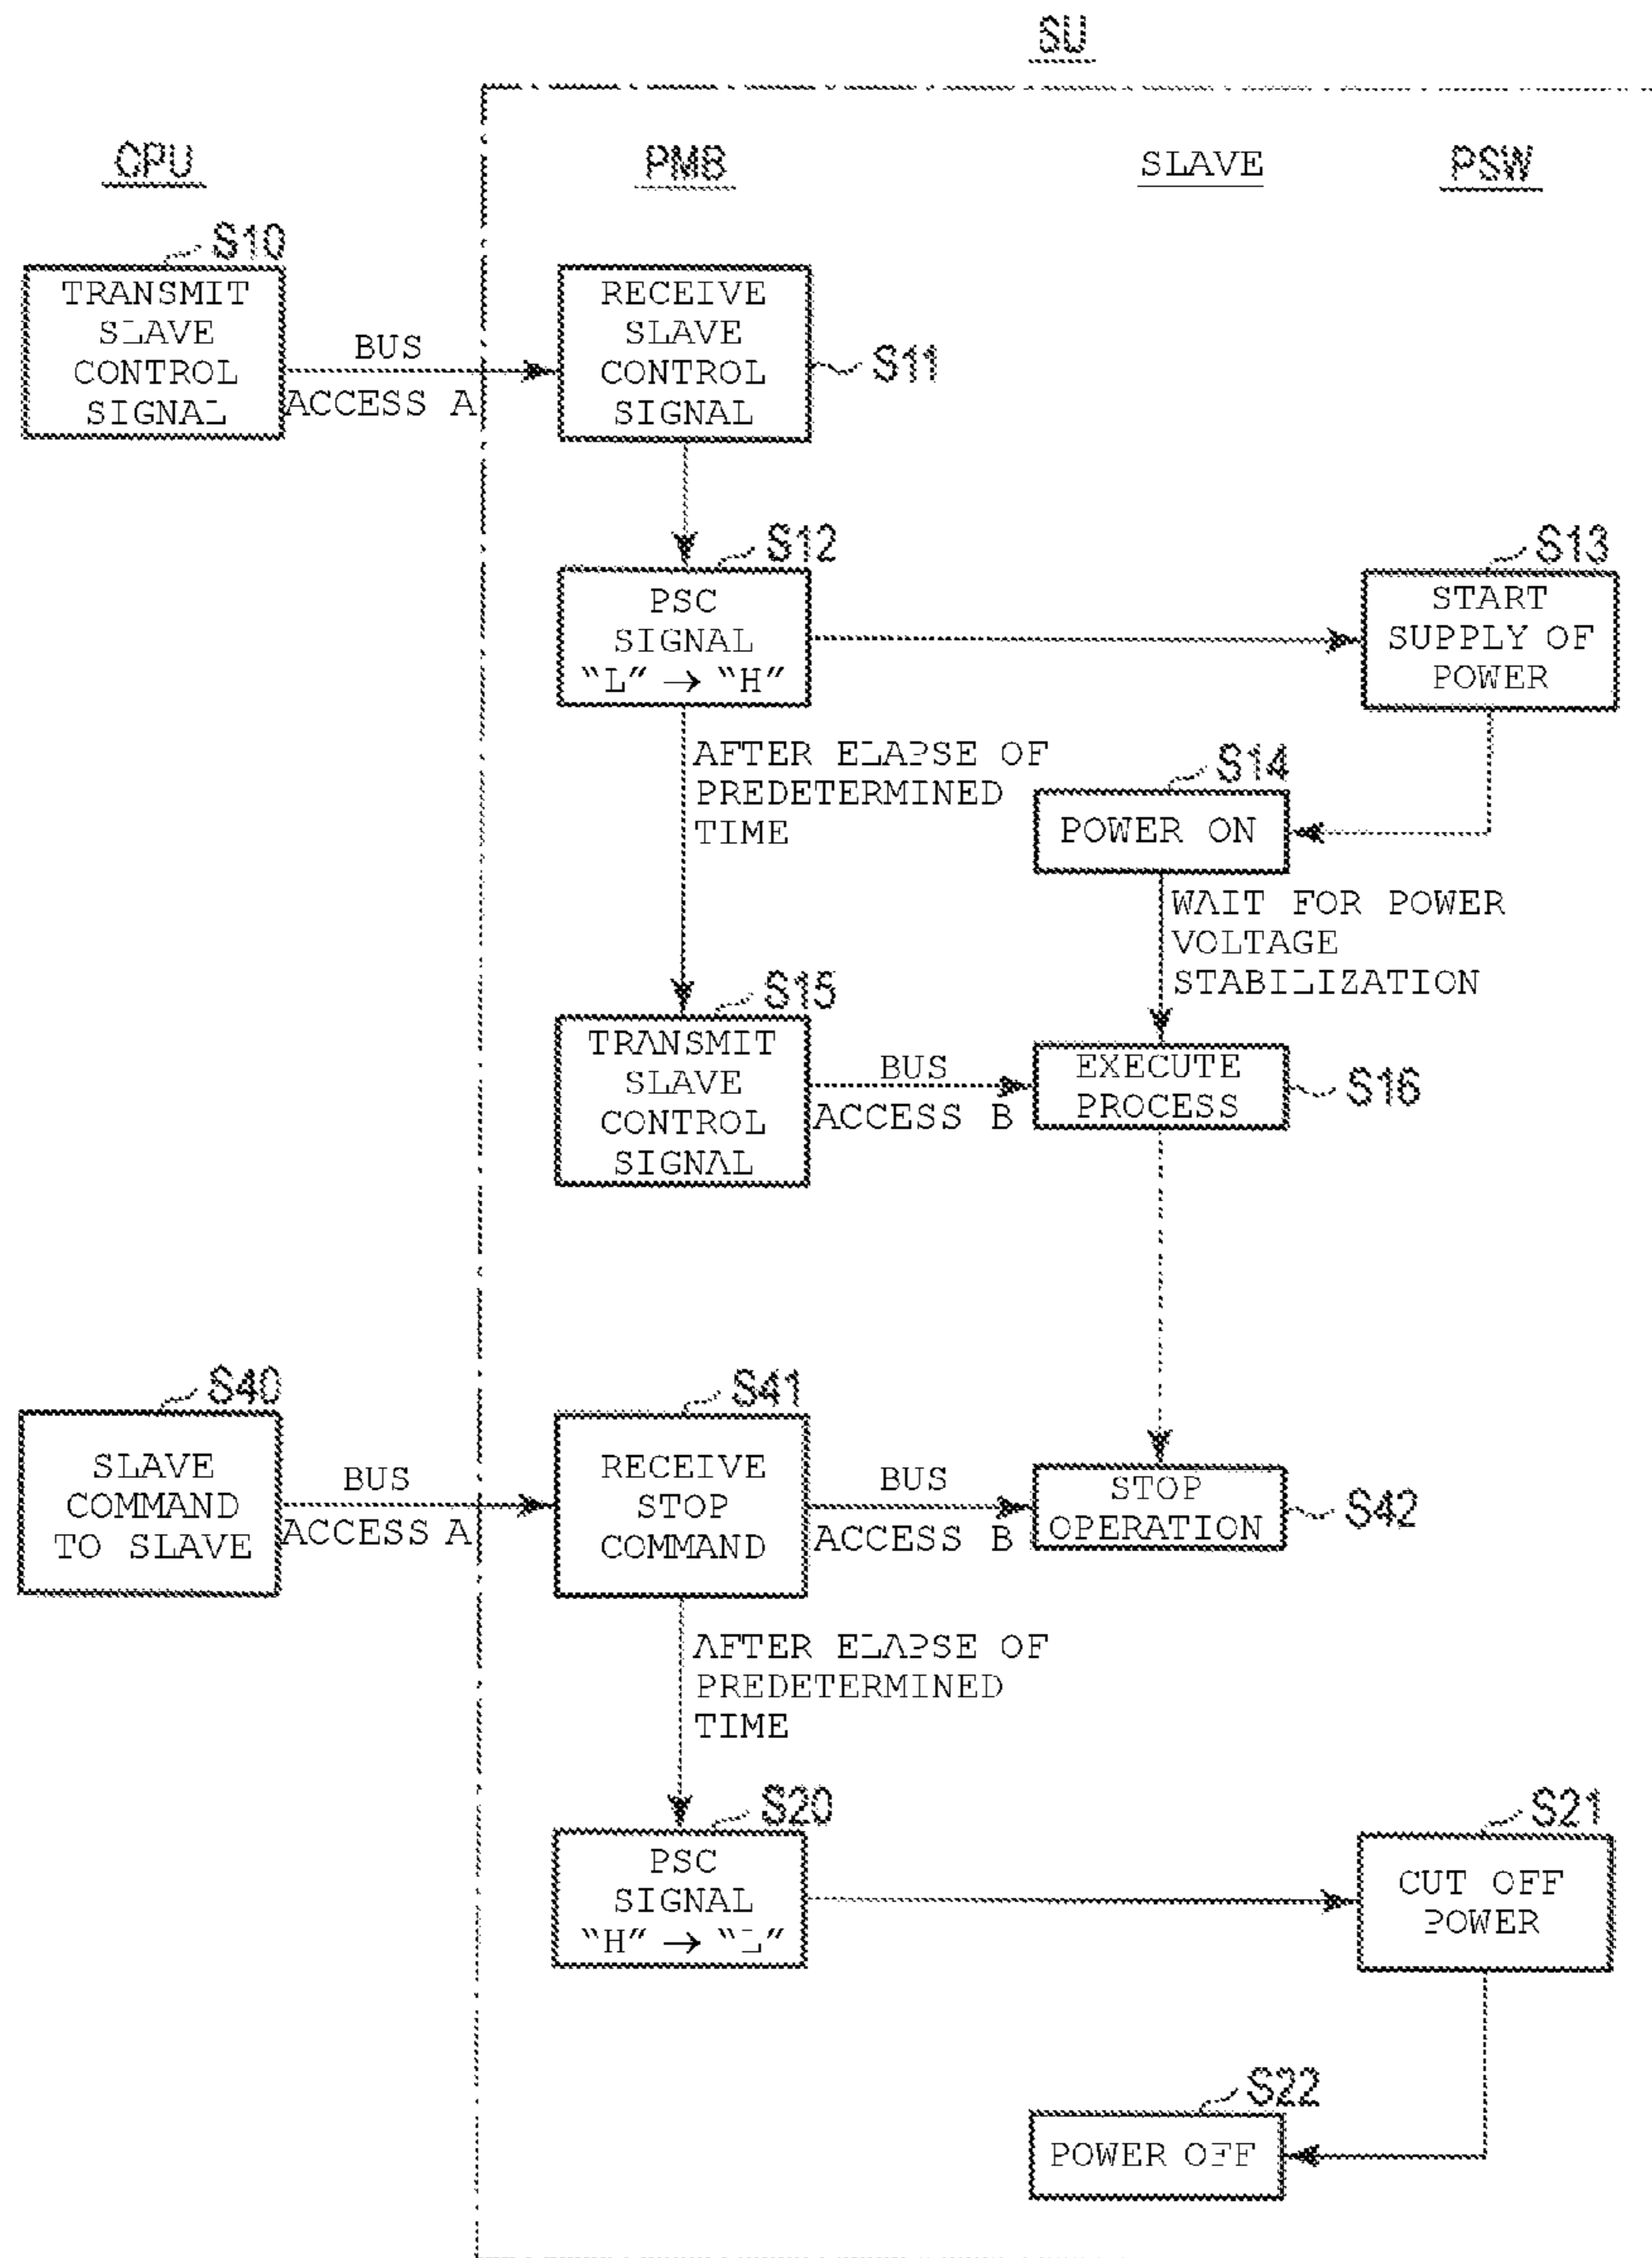 SU
CPU
PMB
SLAVE
PSW
S10
TRANSMIT
SLAVE
CONTROL
SIGNAL
BUS
ACCESS A
RECEIVE
SLAVE
CONTROL
SIGNAL
S11
S12
PSC
SIGNAL
"L" → "H"
S13
START
SUPPLY OF
POWER
AFTER ELAPSE OF
PREDETERMINED
TIME
S14
POWER ON
WAIT FOR POWER
VOLTAGE
STABILIZATION
S15
TRANSMIT
SLAVE
CONTROL
SIGNAL
BUS
ACCESS B
EXECUTE
PROCESS
S16
S40
SLAVE
COMMAND
TO SLAVE
BUS
ACCESS A
S41
RECEIVE
STOP
COMMAND
BUS
ACCESS B
STOP
OPERATION
S42
AFTER ELAPSE OF
PREDETERMINED
TIME
S20
PSC
SIGNAL
"H" → "L"
S21
CUT OFF
POWER
S22
POWER OFF